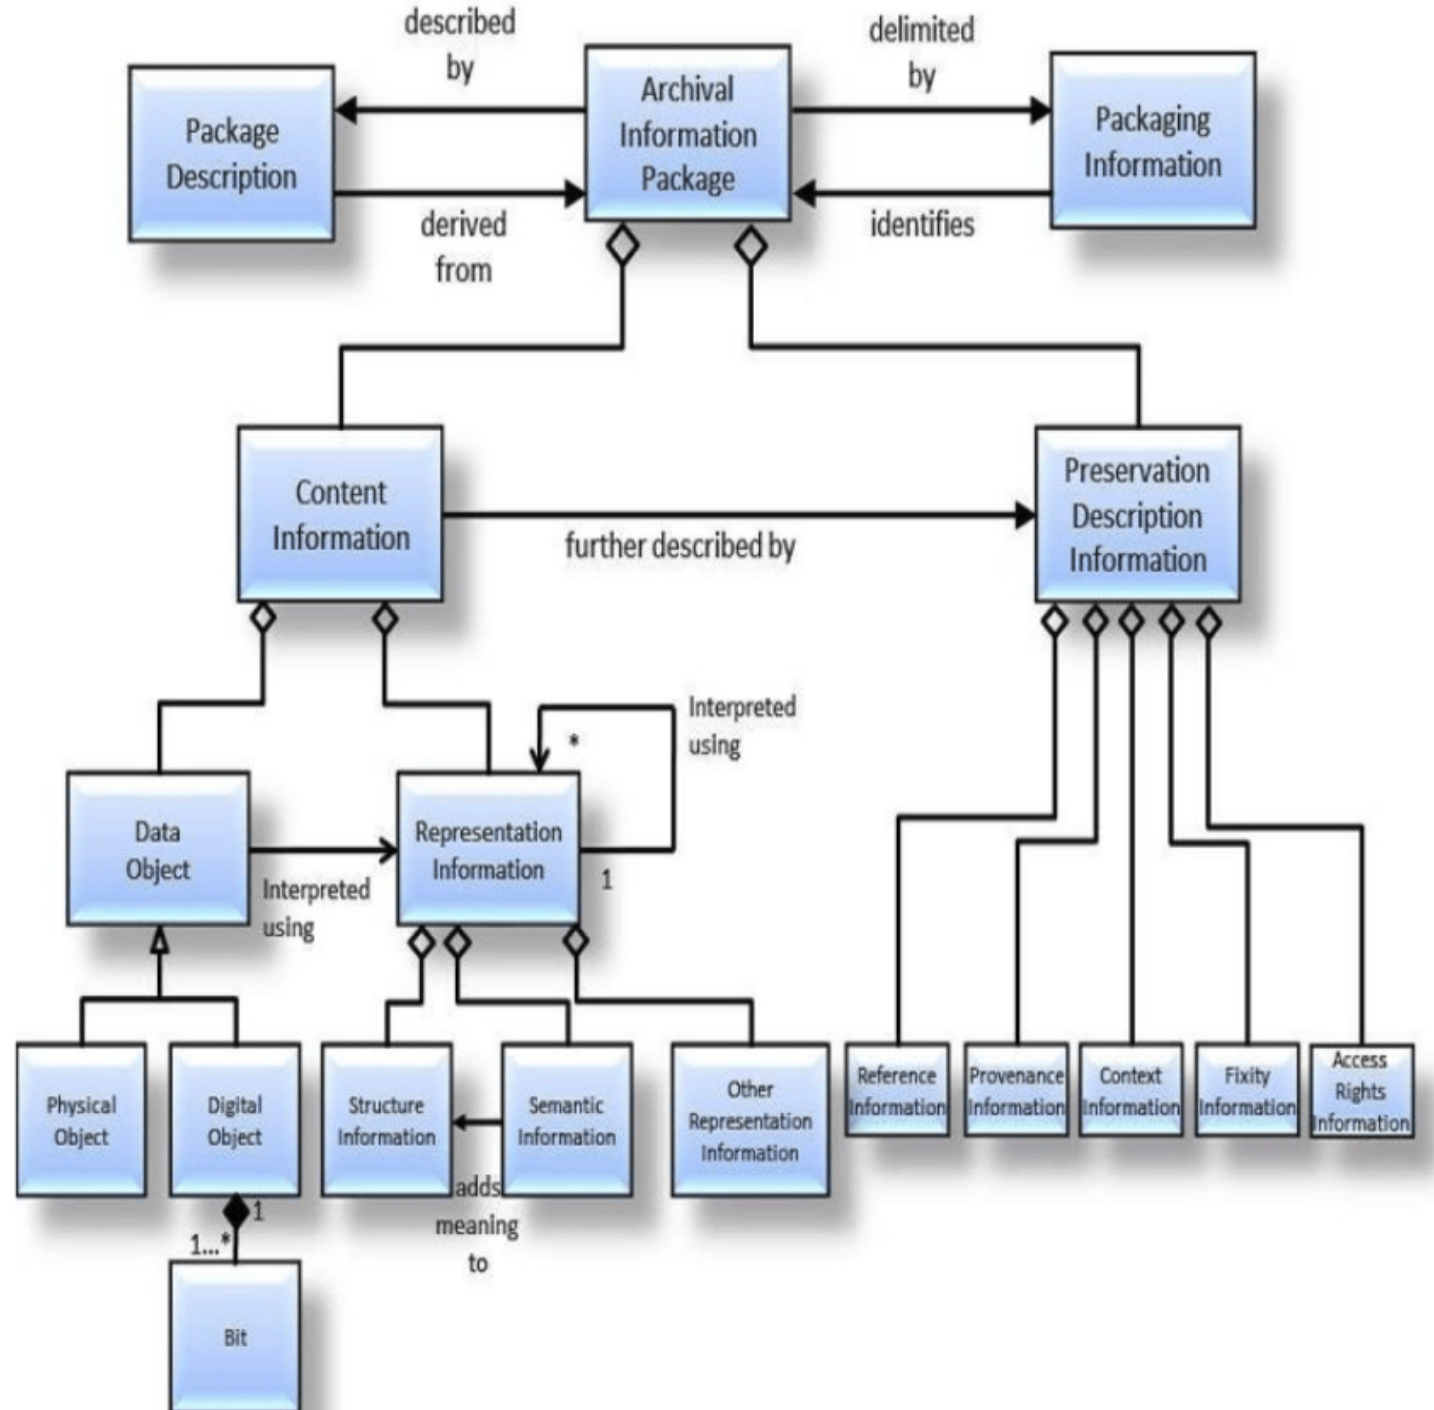 described
by
delimited
by
Package
Description
Archival
Information
Package
Packaging
Information
derived
from
identifies
Content
Information
further described by
Preservation
Description
Information
Interpreted
using
*
Data
Object
Interpreted
using
Representation
Information
1
Physical
Object
Digital
Object
Structure
Information
Semantic
Information
adds
meaning
to
Other
Representation
Information
Reference
Information
Provenance
Information
Context
Information
Fixity
Information
Access
Rights
Information
1
1...*
Bit